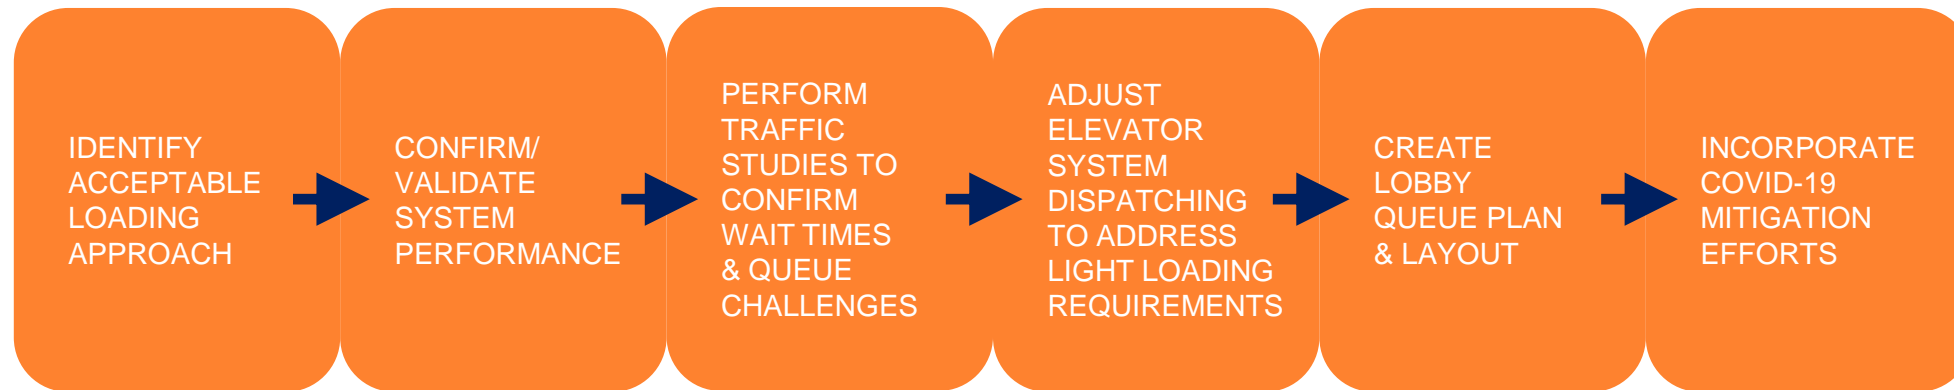 IDENTIFY
ACCEPTABLE
LOADING
APPROACH
CONFIRM/
VALIDATE
SYSTEM
PERFORMANCE
PERFORM
TRAFFIC
STUDIES TO
CONFIRM
WAIT TIMES
& QUEUE
CHALLENGES
ADJUST
ELEVATOR
SYSTEM
DISPATCHING
TO ADDRESS
LIGHT LOADING
REQUIREMENTS
CREATE
LOBBY
QUEUE PLAN
& LAYOUT
INCORPORATE
COVID-19
MITIGATION
EFFORTS